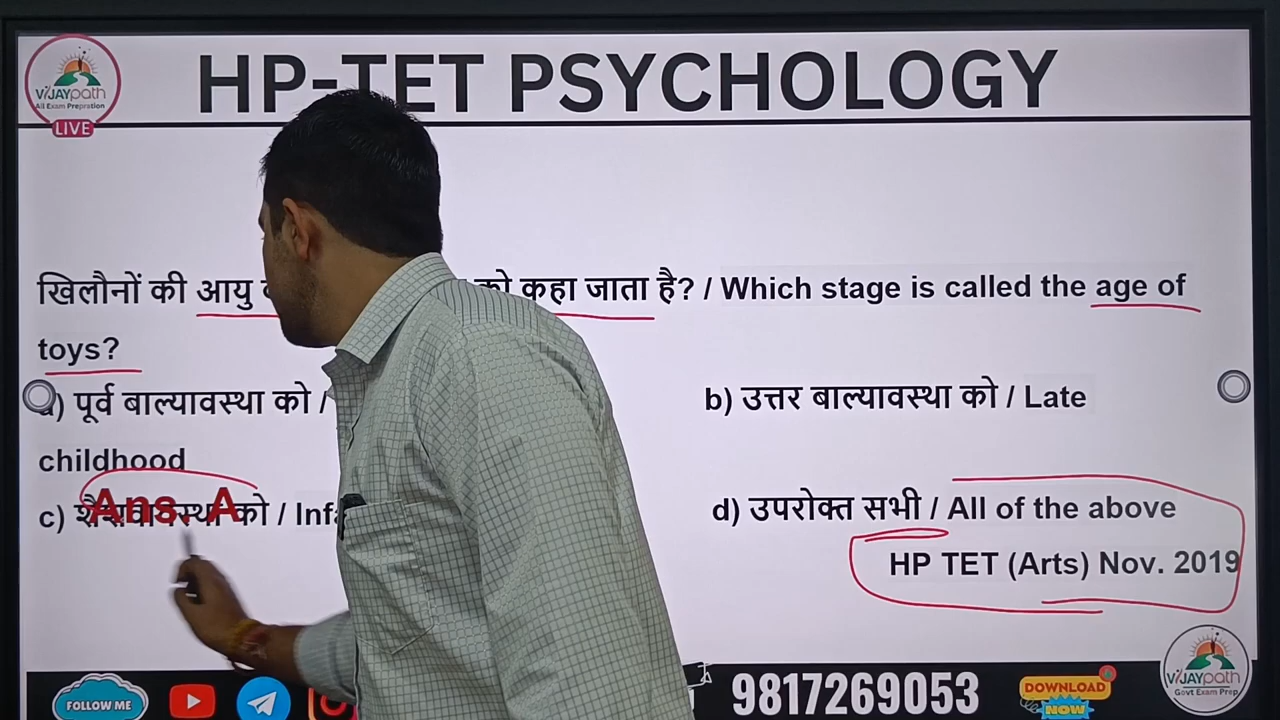 HP-TET PSYCHOLOGY
ViJAYpath
All Exam Prepration
LIVE
खिलौनों की आयु को कहा जाता है? / Which stage is called the age of
toys?
a) पूर्व बाल्यावस्था को / b) उत्तर बाल्यावस्था को / Late
childhood
Ans. A
c) शैशवावस्था को / d) उपरोक्त सभी / All of the above
HP TET (Arts) Nov. 2019
FOLLOW ME
9817269053
DOWNLOAD
NOW
ViJAYpath
Govt Exam Prep